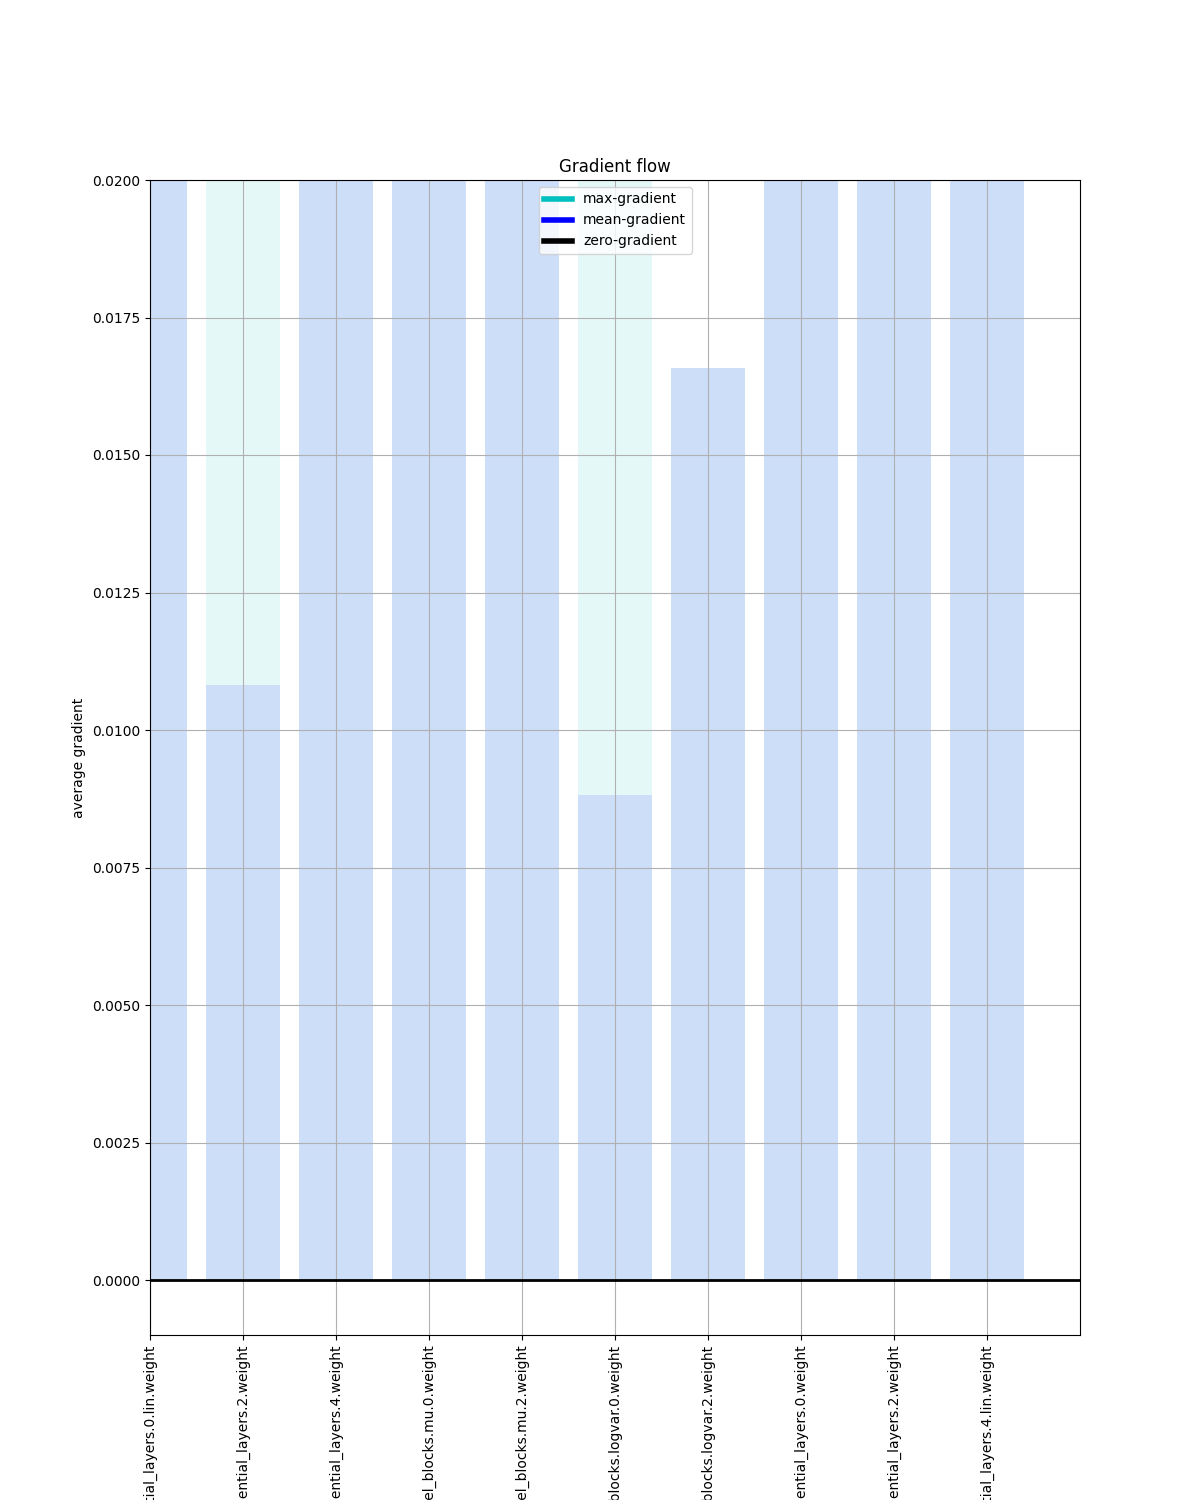 Gradient flow
max-gradient
mean-gradient
zero-gradient
0.0200
0.0175
0.0150
0.0125
0.0100
0.0075
0.0050
0.0025
0.0000
average gradient
tial_layers.0.lin.weight
ential_layers.2.weight
ential_layers.4.weight
el_blocks.mu.0.weight
el_blocks.mu.2.weight
blocks.logvar.0.weight
blocks.logvar.2.weight
ential_layers.0.weight
ential_layers.2.weight
tial_layers.4.lin.weight